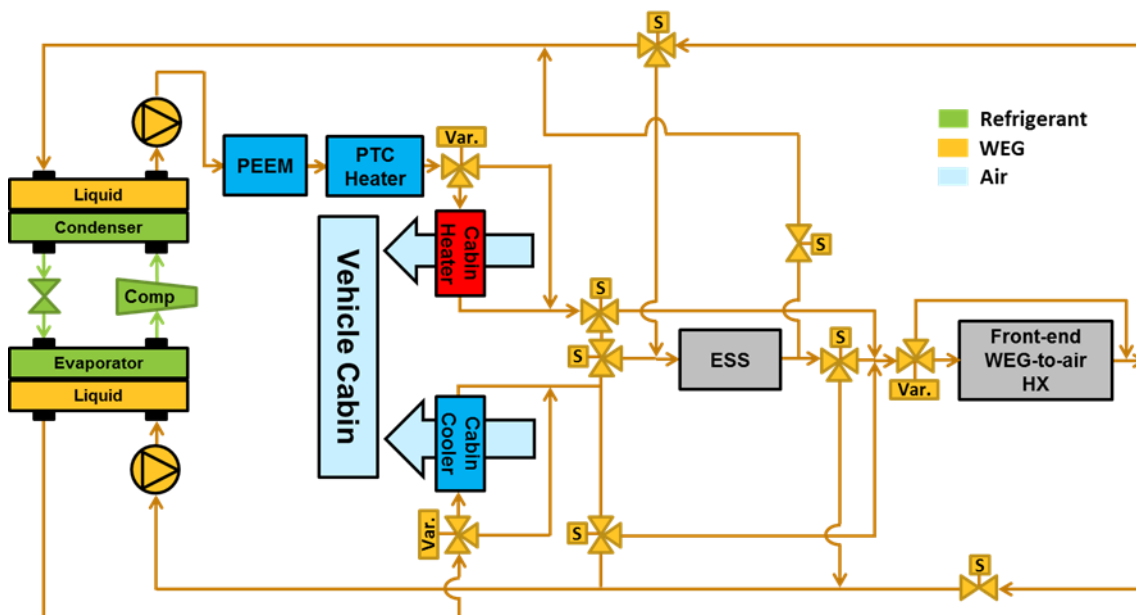 S
Refrigerant
WEG
Air
Var.
PEEM
PTC
Heater
Liquid
Condenser
Cabin
Heater
S
Comp
Vehicle Cabin
S
S
S
Evaporator
Liquid
ESS
Front-end
WEG-to-air
HX
Var.
Cabin
Cooler
Var.
S
S